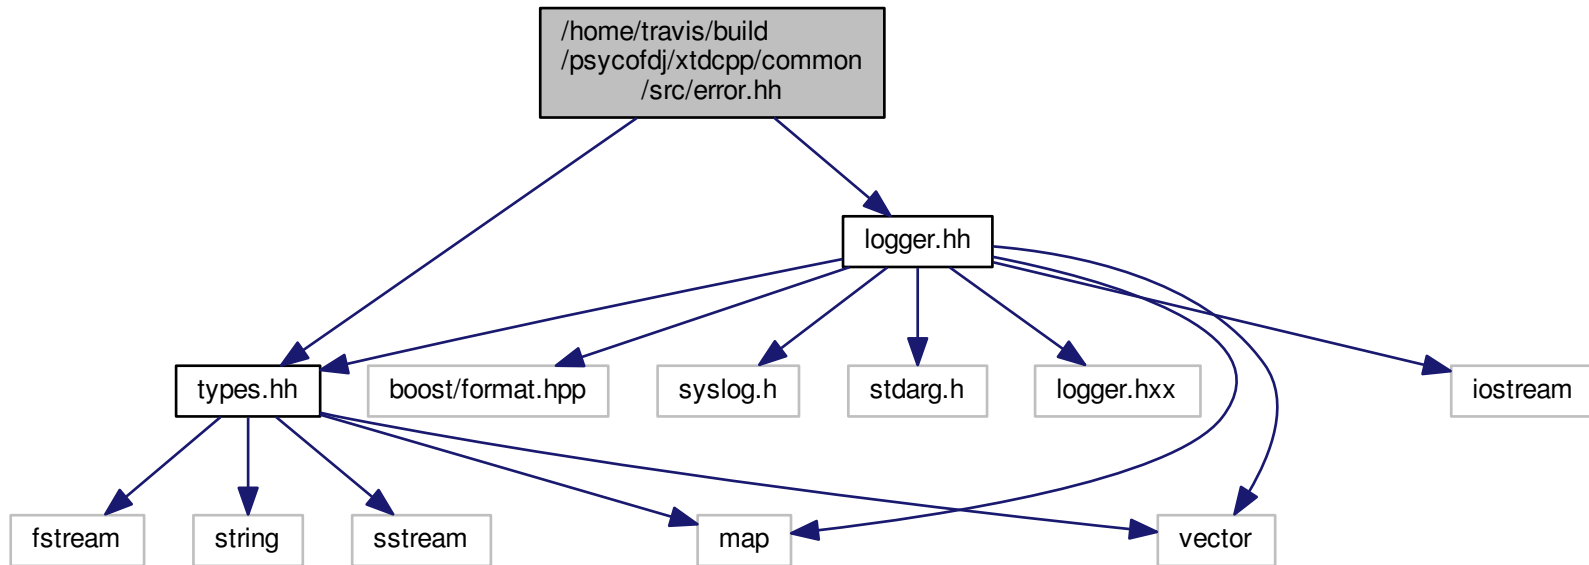 /home/travis/build
/psycofdj/xtdcpp/common
/src/error.hh
logger.hh
types.hh
boost/format.hpp
syslog.h
stdarg.h
logger.hxx
iostream
fstream
string
sstream
map
vector